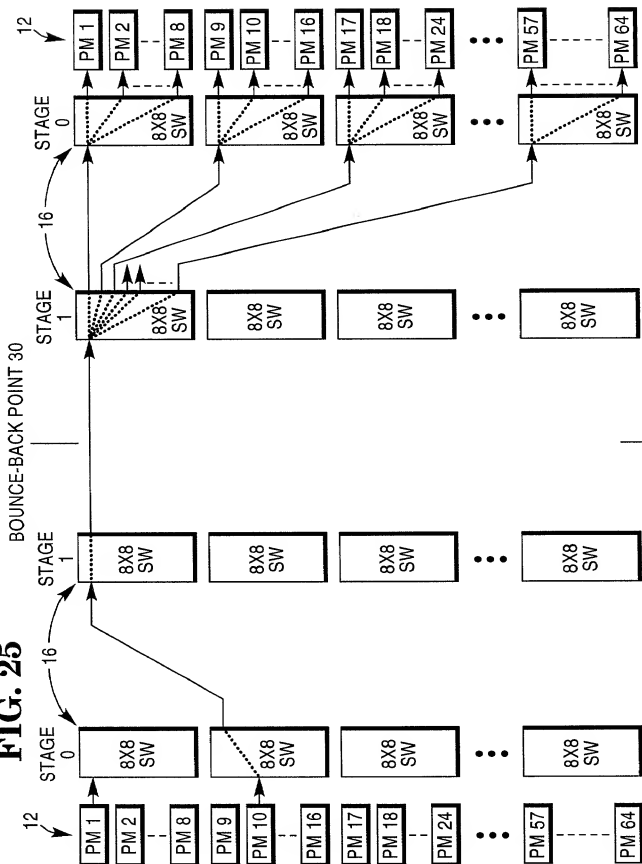 FIG. 25
BOUNCE-BACK POINT 30
12
16
16
12
STAGE
0
STAGE
1
STAGE
1
STAGE
0
PM 1
PM 2
PM 8
PM 9
PM 10
PM 16
PM 17
PM 18
PM 24
PM 57
PM 64
8X8
SW
8X8
SW
8X8
SW
8X8
SW
8X8
SW
8X8
SW
8X8
SW
8X8
SW
8X8
SW
8X8
SW
8X8
SW
8X8
SW
8X8
SW
8X8
SW
8X8
SW
8X8
SW
PM 1
PM 2
PM 8
PM 9
PM 10
PM 16
PM 17
PM 18
PM 24
PM 57
PM 64